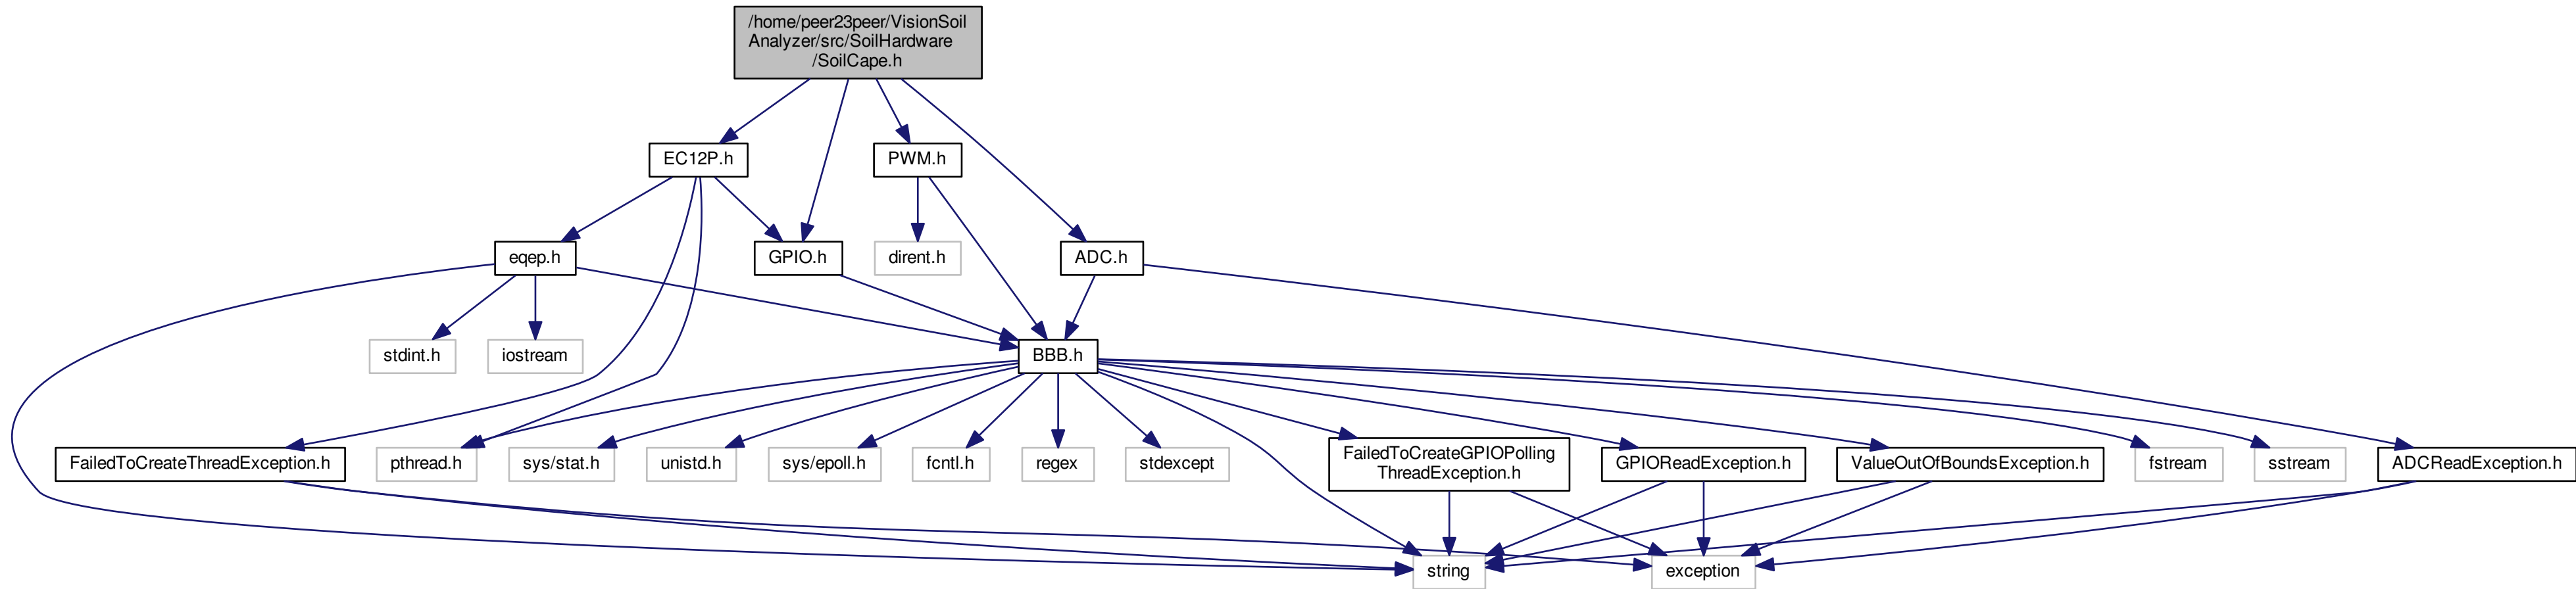 /home/peer23peer/VisionSoil
Analyzer/src/SoilHardware
/SoilCape.h
EC12P.h
PWM.h
eqep.h
GPIO.h
dirent.h
ADC.h
stdint.h
iostream
BBB.h
FailedToCreateThreadException.h
pthread.h
sys/stat.h
unistd.h
sys/epoll.h
fcntl.h
regex
stdexcept
FailedToCreateGPIOPolling
ThreadException.h
GPIOReadException.h
ValueOutOfBoundsException.h
fstream
sstream
ADCReadException.h
string
exception